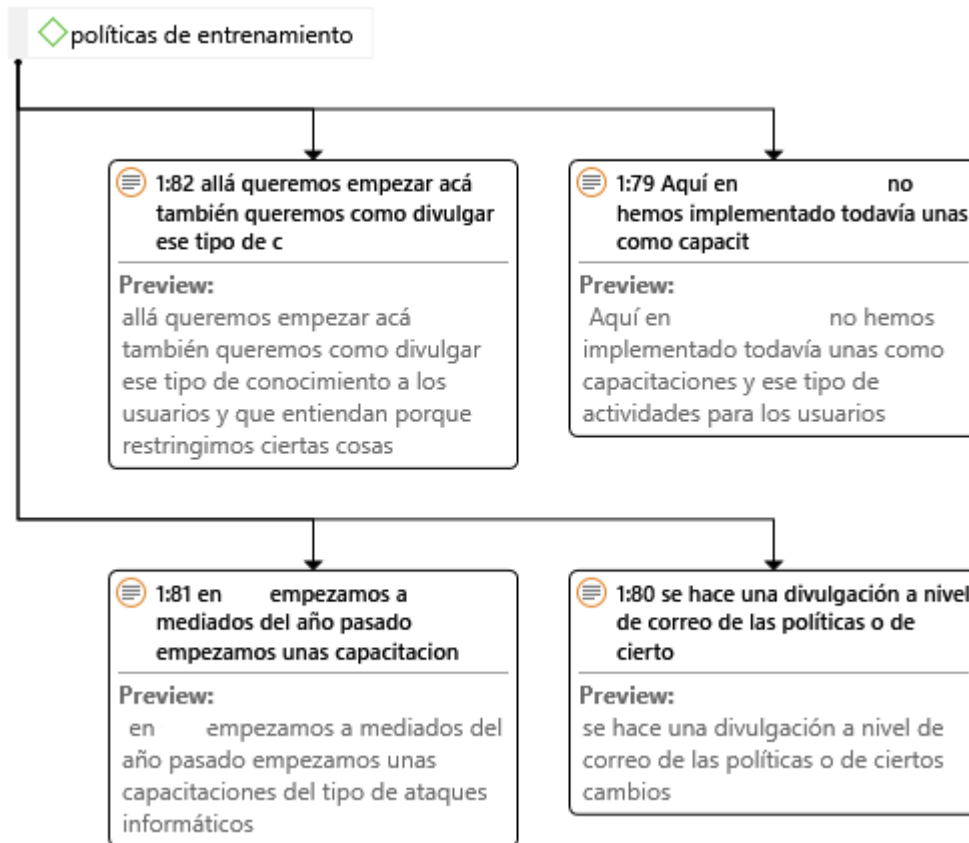 políticas de entrenamiento
1:82 allá queremos empezar acá
también queremos como divulgar
ese tipo de c
Preview:
allá queremos empezar acá
también queremos como divulgar
ese tipo de conocimiento a los
usuarios y que entiendan porque
restringimos ciertas cosas
1:79 Aquí en no
hemos implementado todavía unas
como capacit
Preview:
Aquí en no hemos
implementado todavía unas como
capacitaciones y ese tipo de
actividades para los usuarios
1:81 en empezamos a
mediados del año pasado
empezamos unas capacitacion
Preview:
en empezamos a mediados del
año pasado empezamos unas
capacitaciones del tipo de ataques
informáticos
1:80 se hace una divulgación a nivel
de correo de las políticas o de
cierto
Preview:
se hace una divulgación a nivel de
correo de las políticas o de ciertos
cambios